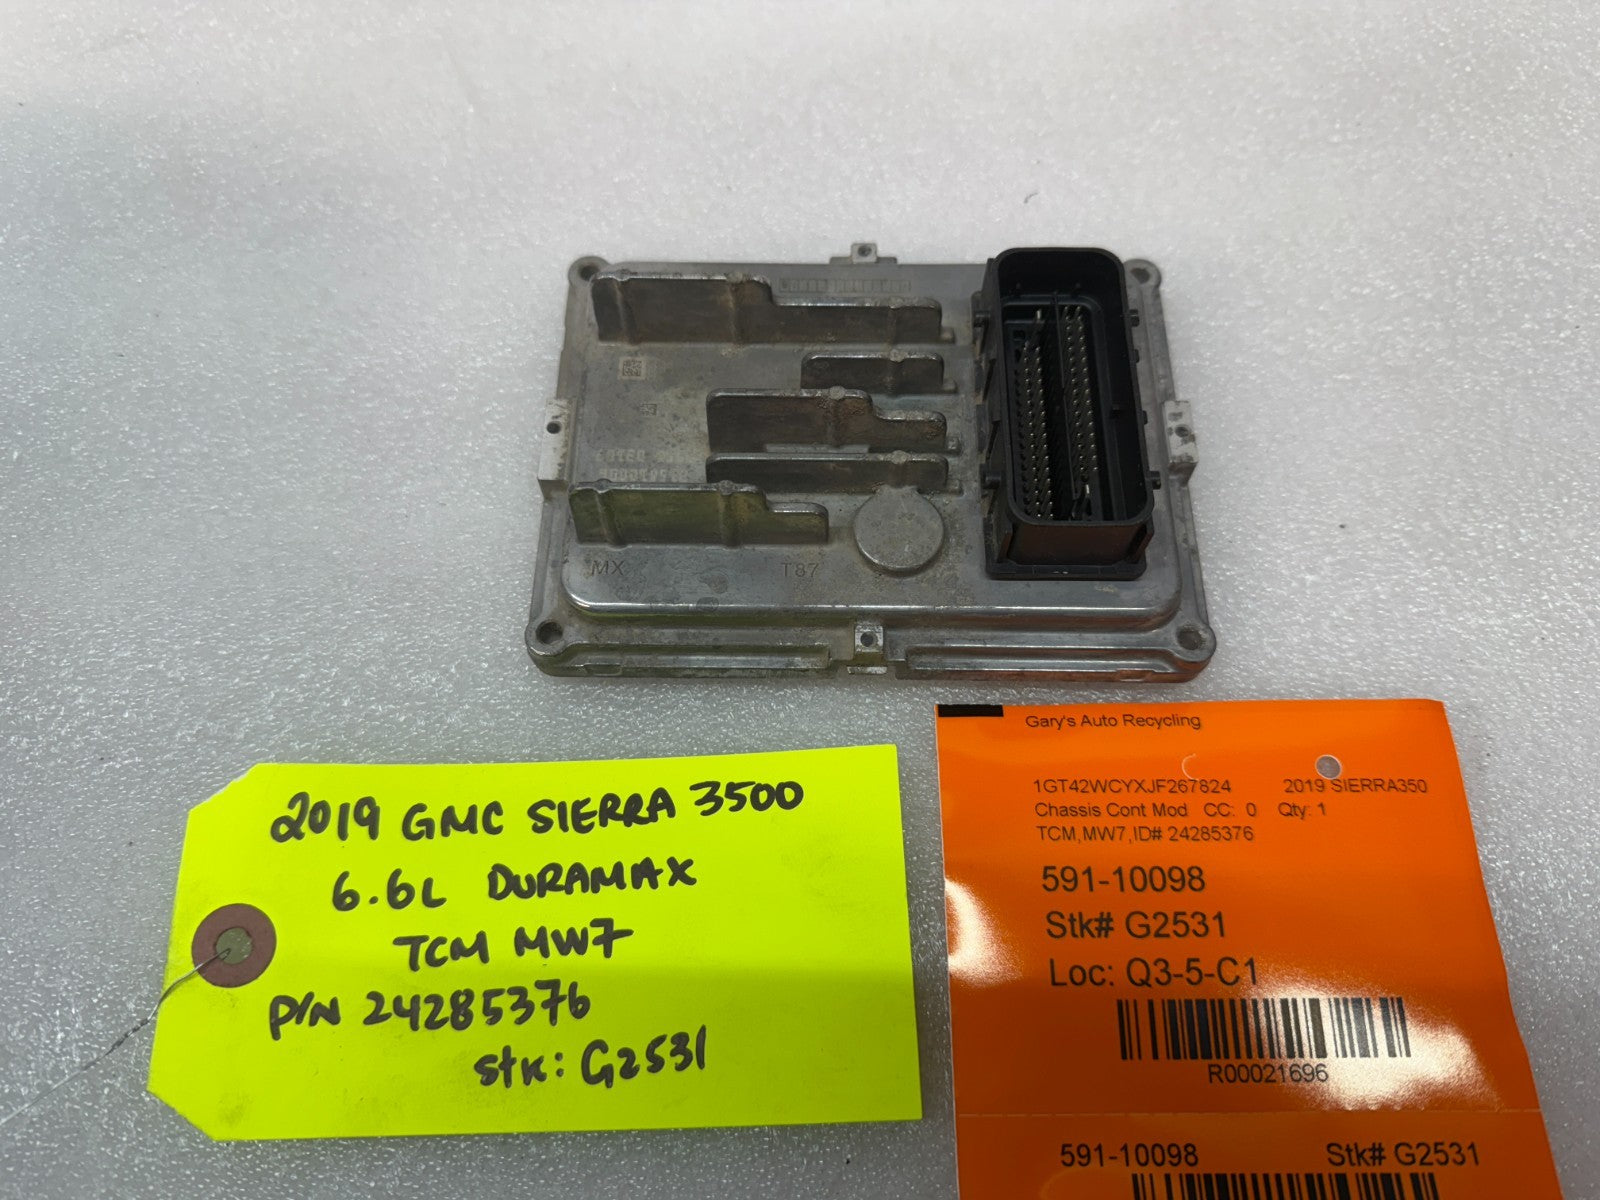 MX
T87
2019 GMC SIERRA 3500
6.6L DURAMAX
TCM MW7
P/N 24285376
stk: G2531
Gary's Auto Recycling
1GT42WCYXJF267824 2019 SIERRA350
Chassis Cont Mod CC: 0 Qty: 1
TCM,MW7,ID# 24285376
591-10098
Stk# G2531
Loc: Q3-5-C1
R00021696
591-10098 Stk# G2531